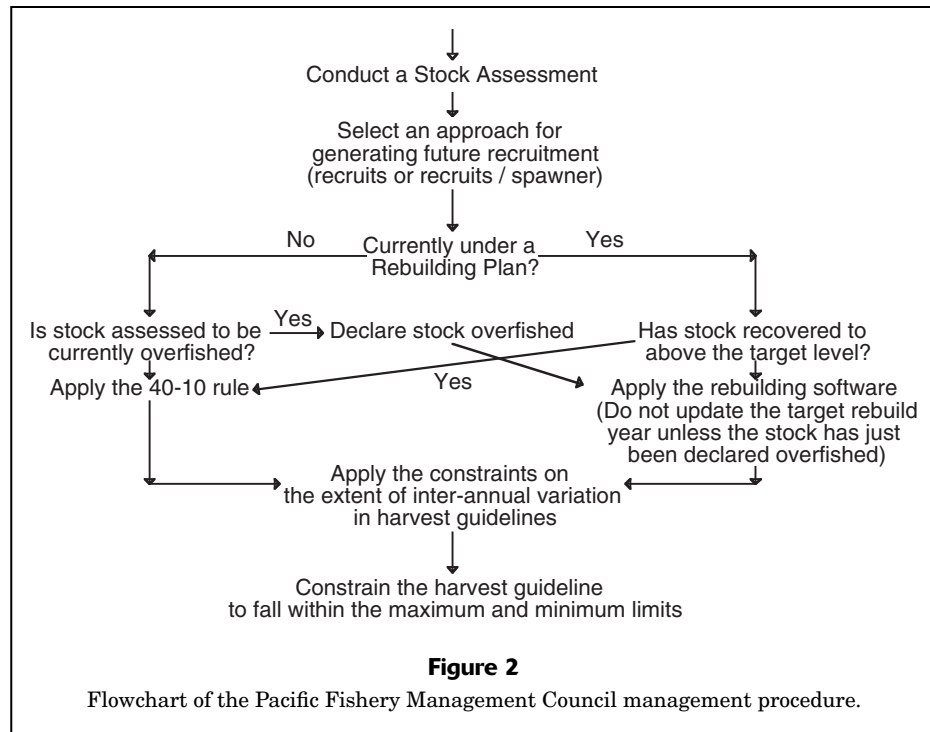 Conduct a Stock Assessment
Select an approach for
generating future recruitment
(recruits or recruits / spawner)
No
Currently under a
Rebuilding Plan?
Yes
Is stock assessed to be
currently overfished?
Yes
Declare stock overfished
Has stock recovered to
above the target level?
Apply the 40-10 rule
Yes
Apply the rebuilding software
(Do not update the target rebuild
year unless the stock has just
been declared overfished)
Apply the constraints on
the extent of inter-annual variation
in harvest guidelines
Constrain the harvest guideline
to fall within the maximum and minimum limits
Figure 2
Flowchart of the Pacific Fishery Management Council management procedure.